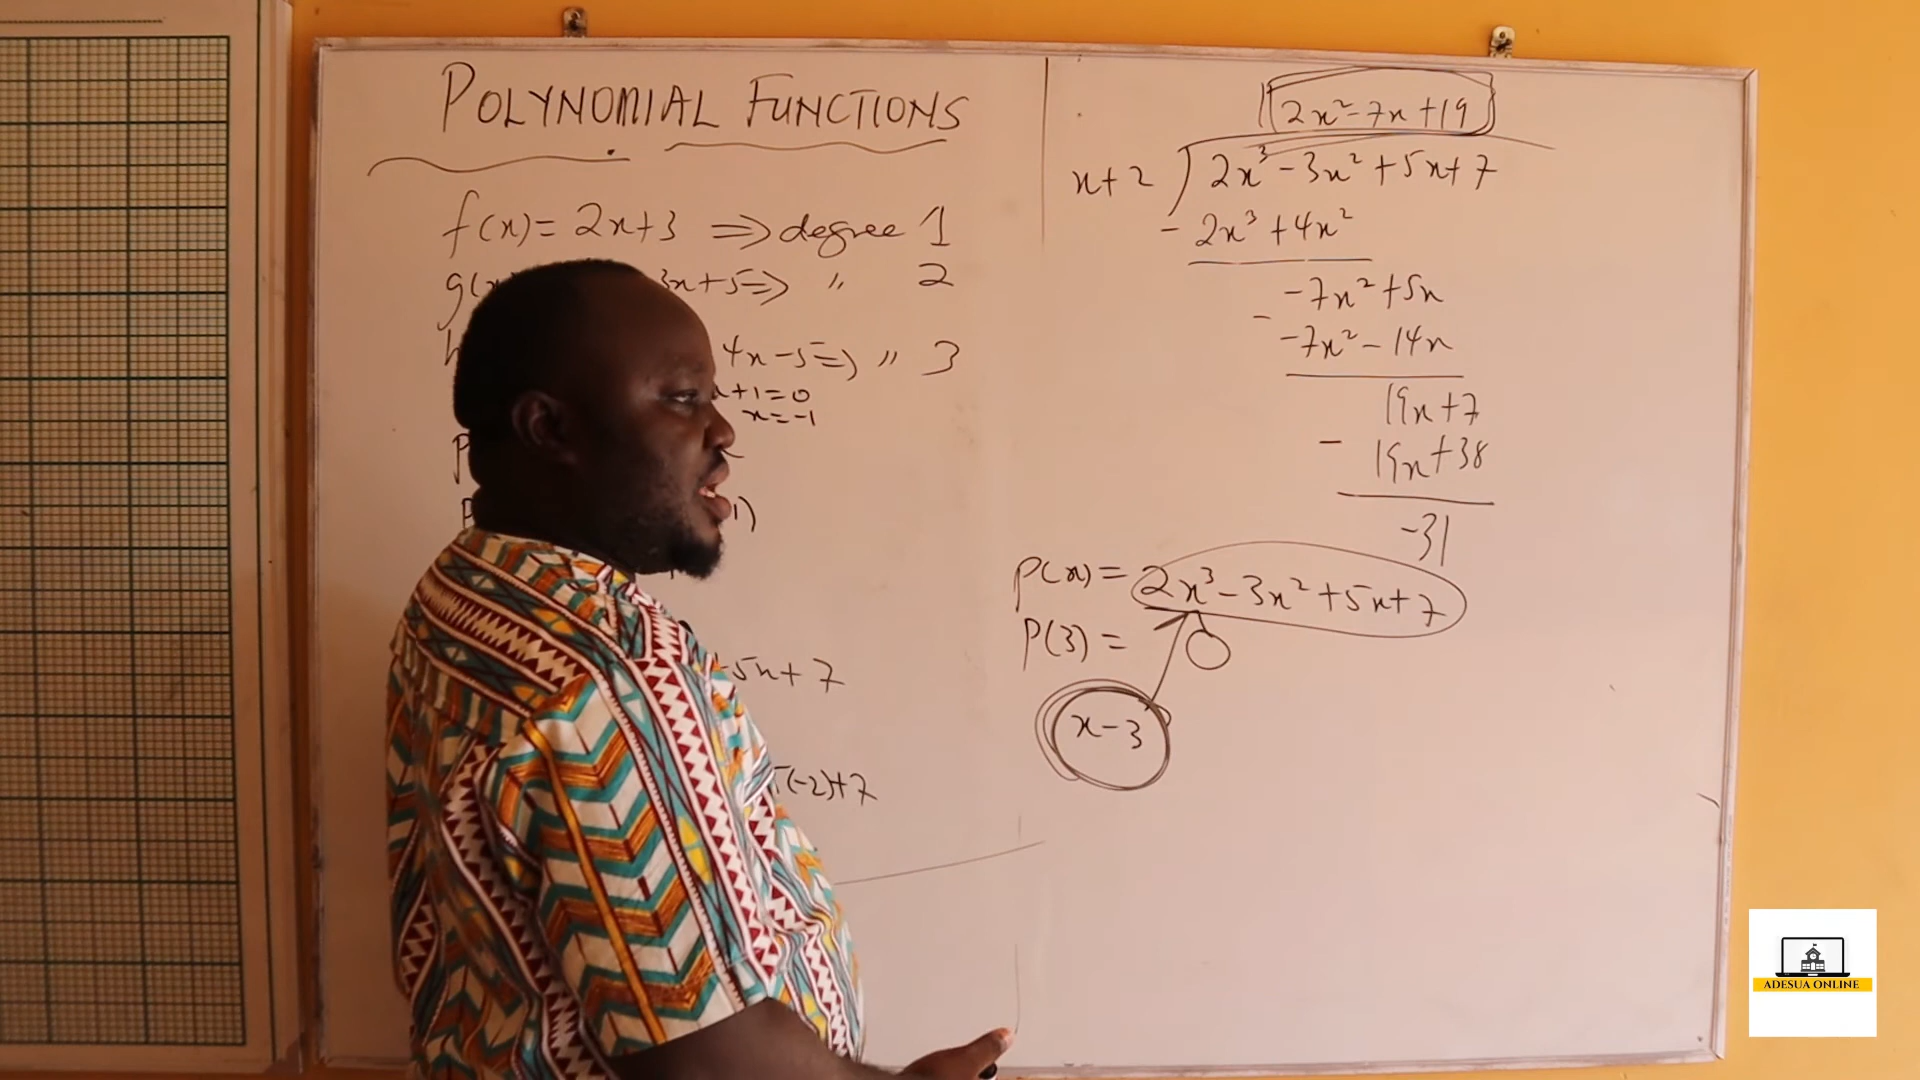 POLYNOMIAL FUNCTIONS
f(x) = 2x+3 => degree 1
g(x 3x+5 => " 2
h 4x-5 => " 3
x+1=0
x=-1
P
P 1)
-5x+7
(-2)+7
2x²-7x+19
x+2 ) 2x³-3x²+5x+7
- 2x³+4x²
-7x²+5x
- -7x²-14x
19x+7
- 19x+38
-31
P(x) = 2x³-3x²+5x+7
P(3) =
x-3
ADESUA ONLINE